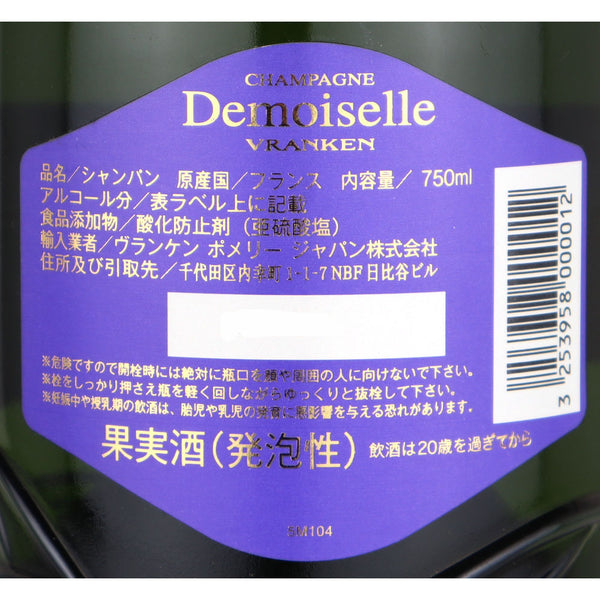 CHAMPAGNE
Demoiselle
VRANKEN
品名/シャンパン 原産国/フランス 内容量/ 750ml
アルコール分/表ラベル上に記載
食品添加物/酸化防止剤 (亜硫酸塩)
輸入業者/ヴランケン ポメリー ジャパン株式会社
住所及び引取先/千代田区内幸町 1-1-7 NBF 日比谷ビル
※危険ですので開栓時には絶対に瓶口を顔や周囲の人に向けないで下さい。
※栓をしっかり押さえ瓶を軽く回しながらゆっくりと抜栓して下さい。
※妊娠中や授乳期の飲酒は、胎児や乳児の発育に悪影響を与える恐れがあります。
果実酒(発泡性) 飲酒は20歳を過ぎてから
5M104
3 253958 000012